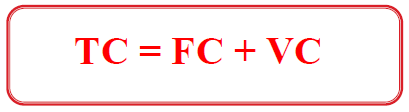 TC = FC + VC